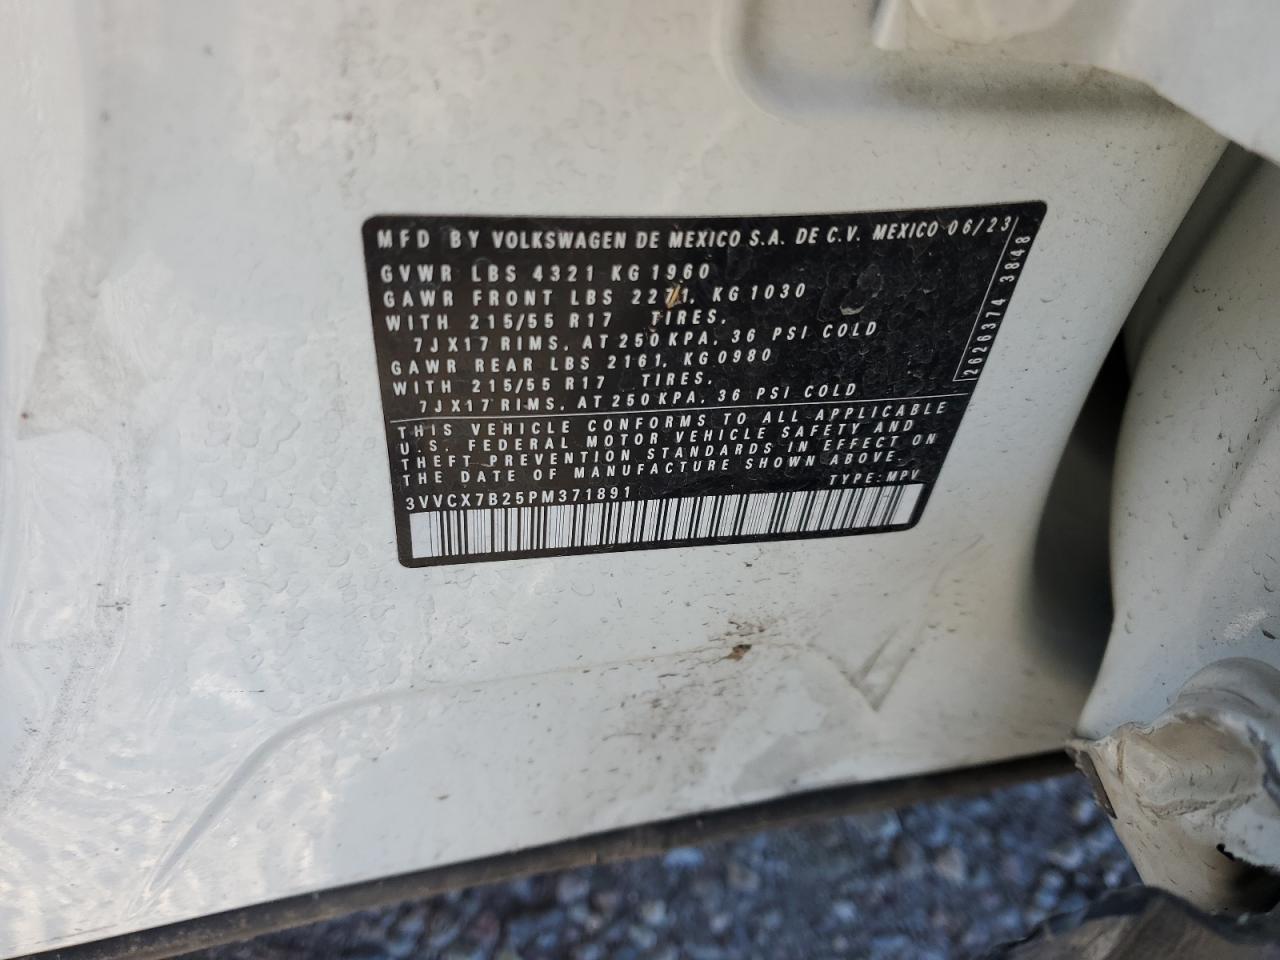 MFD BY VOLKSWAGEN DE MEXICO S.A. DE C.V. MEXICO 06/23
GVWR LBS 4321 KG 1960
GAWR FRONT LBS 2271, KG 1030
WITH 215/55 R17 TIRES,
7JX17 RIMS, AT 250 KPA, 36 PSI COLD
GAWR REAR LBS 2161, KG 0980
WITH 215/55 R17 TIRES,
7JX17 RIMS, AT 250 KPA, 36 PSI COLD
2626374 3848
THIS VEHICLE CONFORMS TO ALL APPLICABLE
U.S. FEDERAL MOTOR VEHICLE SAFETY AND
THEFT PREVENTION STANDARDS IN EFFECT ON
THE DATE OF MANUFACTURE SHOWN ABOVE.
3VVCX7B25PM371891 TYPE: MPV